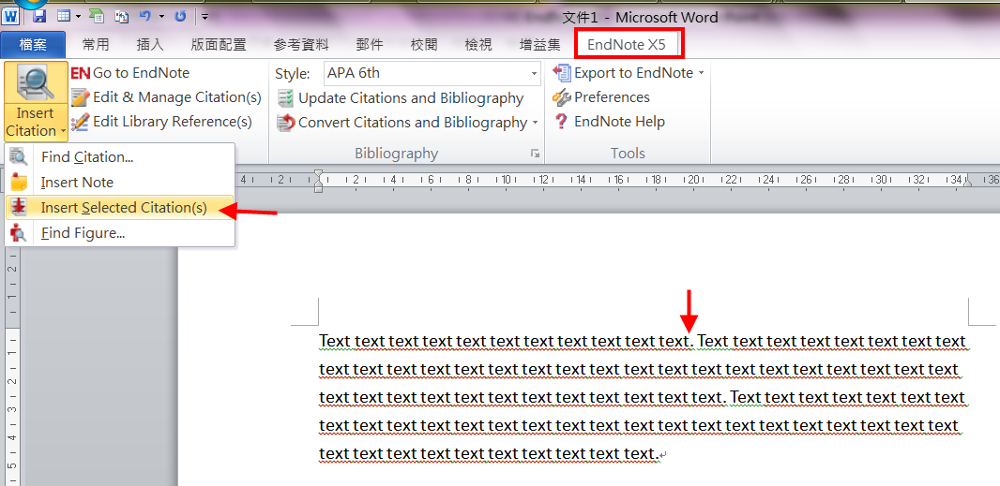 文件1 - Microsoft Word
檔案 常用 插入 版面配置 參考資料 郵件 校閱 檢視 增益集 EndNote X5
Insert Citation
EN Go to EndNote
Edit & Manage Citation(s)
Edit Library Reference(s)
Style: APA 6th
Update Citations and Bibliography
Convert Citations and Bibliography
Bibliography
Export to EndNote
Preferences
EndNote Help
Tools
Find Citation...
Insert Note
Insert Selected Citation(s)
Find Figure...
4 2 2 4 6 8 10 12 14 16 18 20 22 24 26 28 30 32 34 36
2
1
1
2
3
4
5
Text text text text text text text text text text text. Text text text text text text text text
text text text text text text text text text text text text text text text text text text text
text text text text text text text text text text text text. Text text text text text text text
text text text text text text text text text text text text text text text text text text text
text text text text text text text text text text.